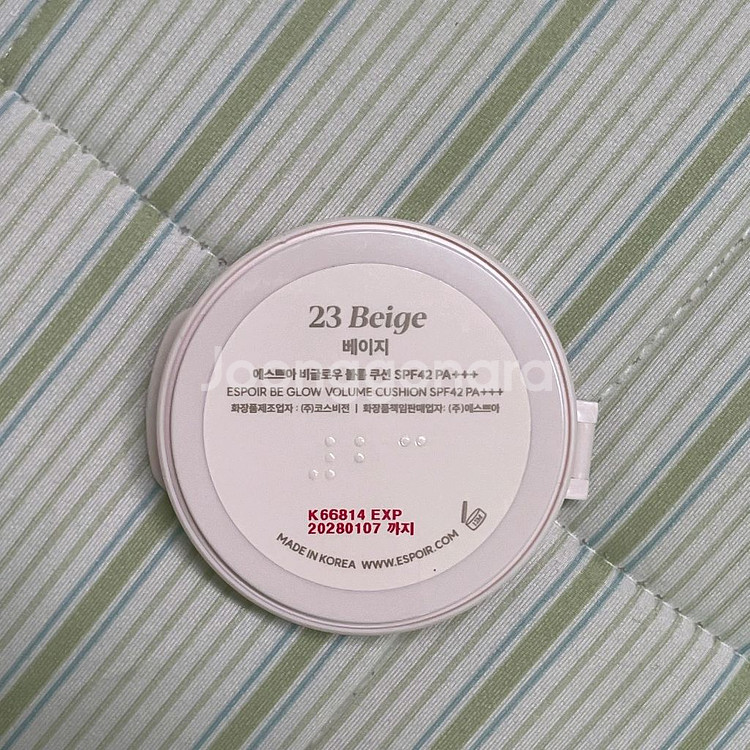 23 Beige
베이지
에스쁘아 비글로우 볼륨 쿠션 SPF42 PA+++
ESPOIR BE GLOW VOLUME CUSHION SPF42 PA+++
화장품제조업자 : (주)코스비전 | 화장품책임판매업자: (주)에스쁘아
K66814 EXP
20280107 까지
MADE IN KOREA WWW.ESPOIR.COM
Joonggonara